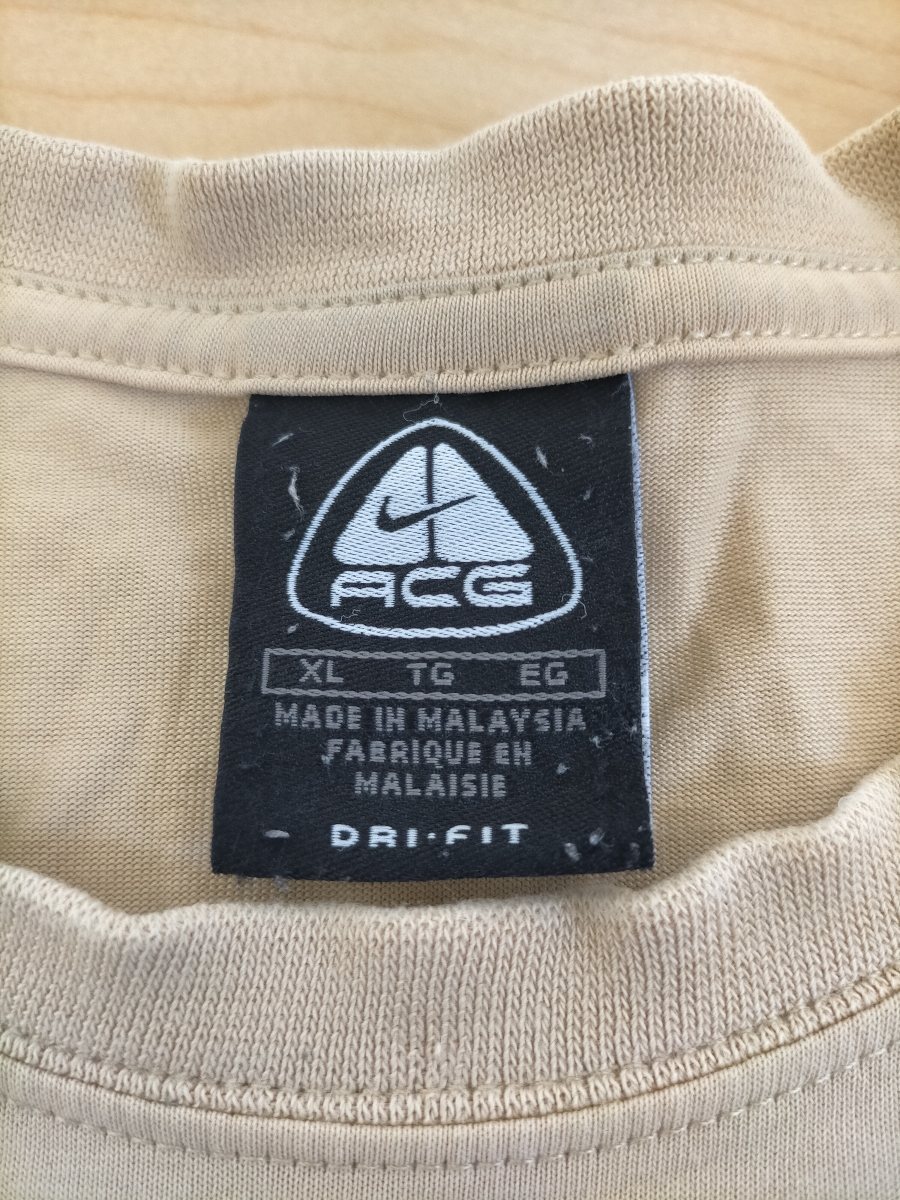 ACG
XL TG EG
MADE IN MALAYSIA
FABRIQUE EN
MALAISIE
DRI•FIT